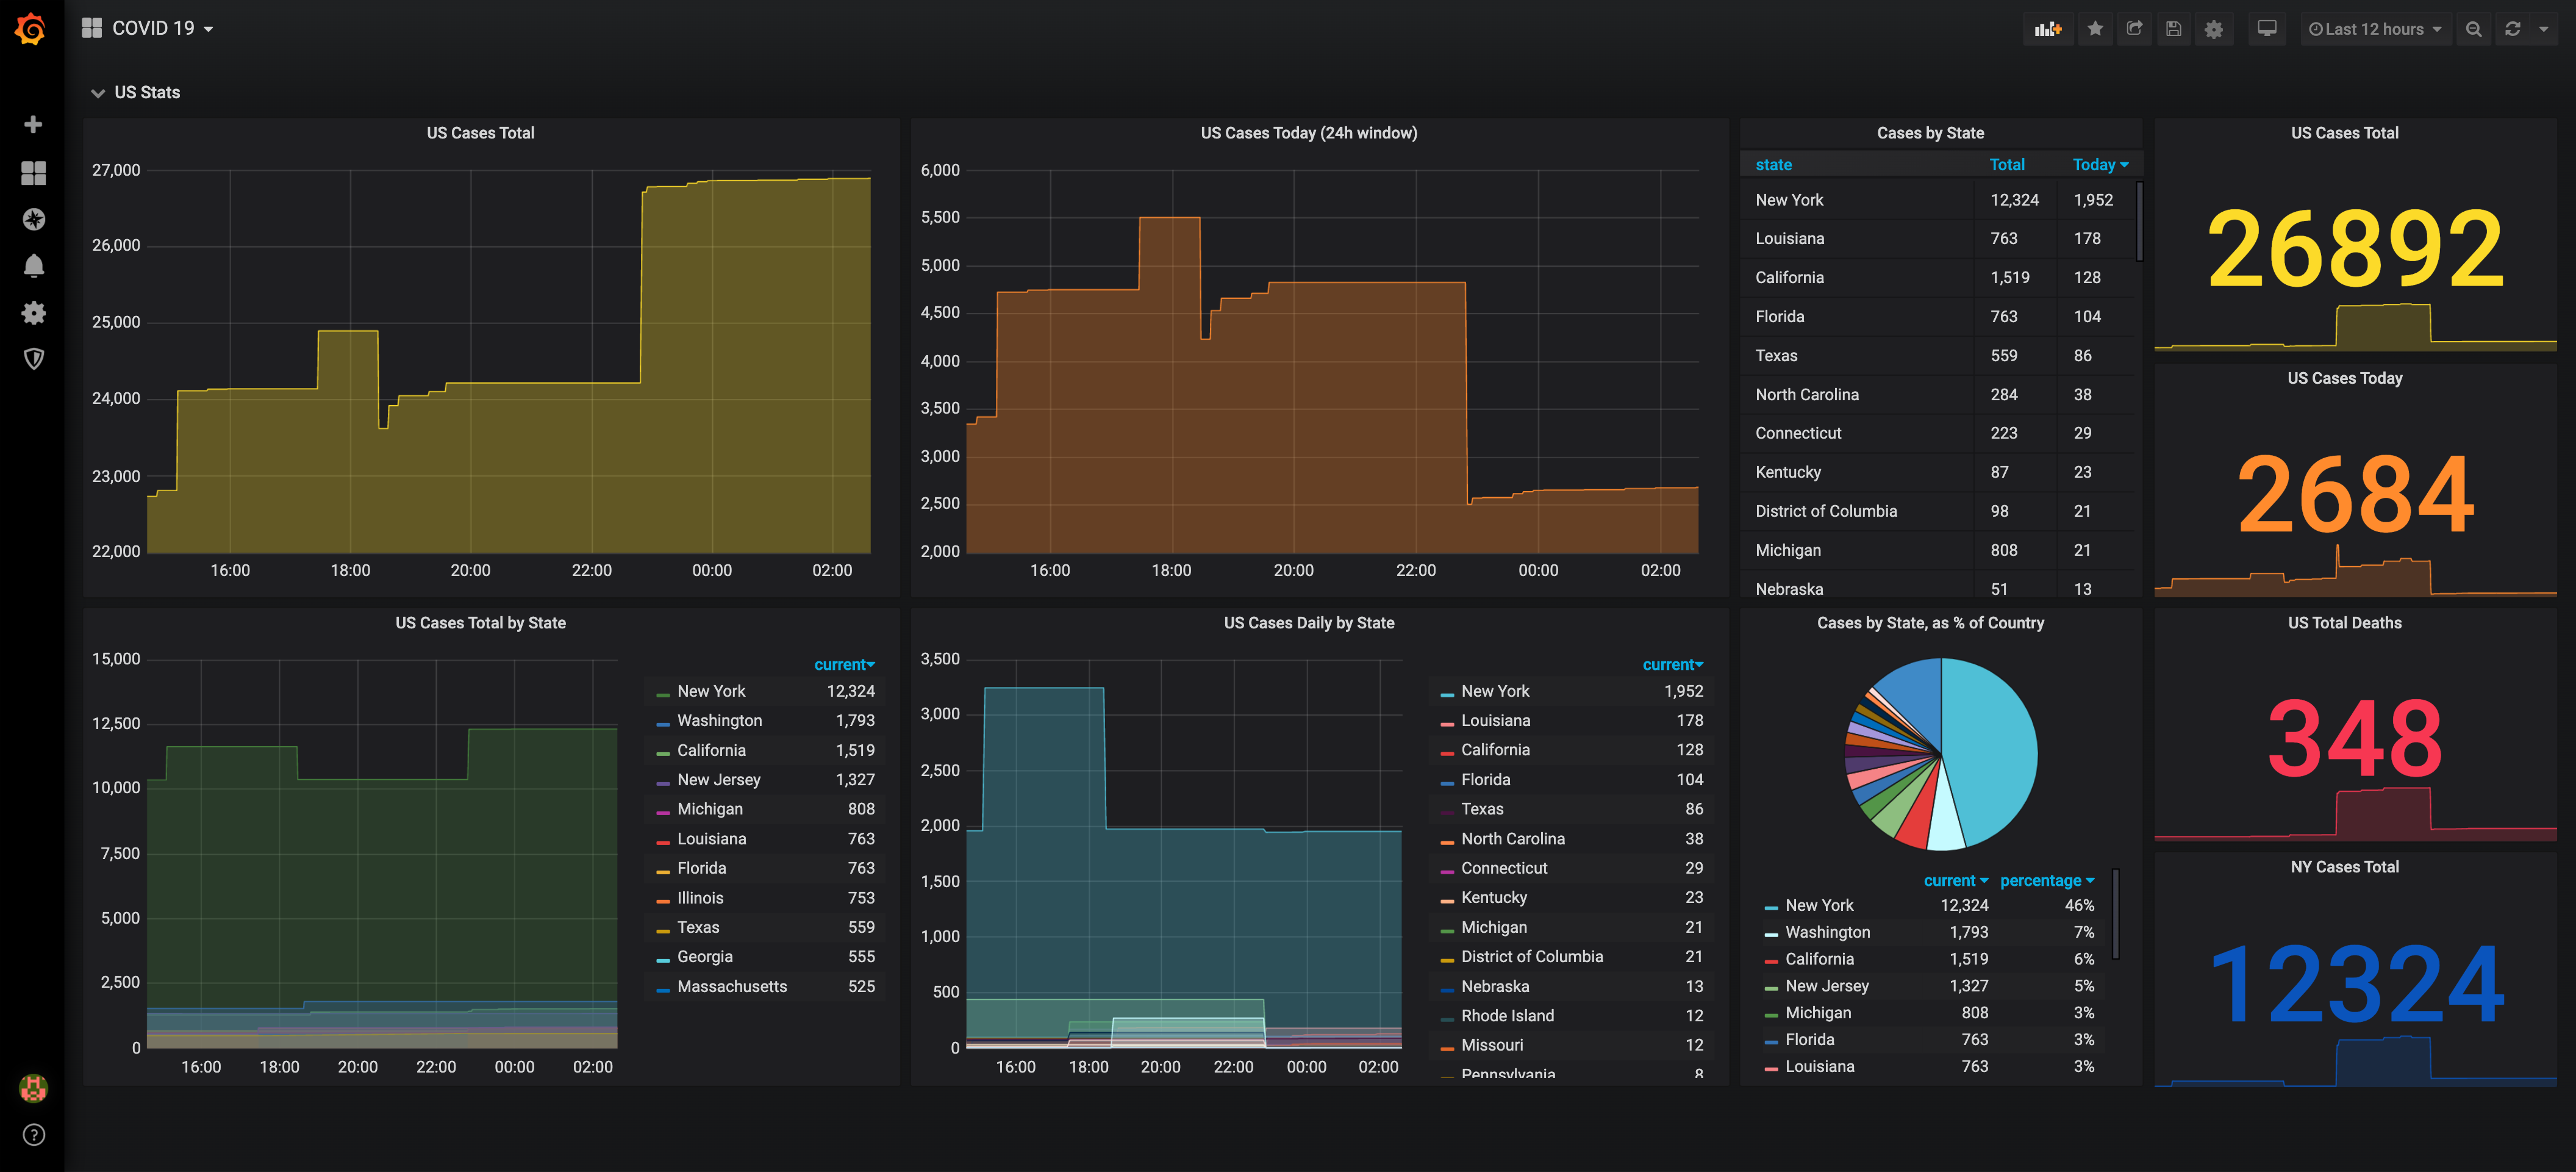 COVID 19
Last 12 hours
US Stats
US Cases Total
27,000
26,000
25,000
24,000
23,000
22,000
16:00 18:00 20:00 22:00 00:00 02:00
US Cases Today (24h window)
6,000
5,500
5,000
4,500
4,000
3,500
3,000
2,500
2,000
16:00 18:00 20:00 22:00 00:00 02:00
Cases by State
state Total Today
New York 12,324 1,952
Louisiana 763 178
California 1,519 128
Florida 763 104
Texas 559 86
North Carolina 284 38
Connecticut 223 29
Kentucky 87 23
District of Columbia 98 21
Michigan 808 21
Nebraska 51 13
US Cases Total
26892
US Cases Today
2684
US Cases Total by State
15,000
12,500
10,000
7,500
5,000
2,500
0
16:00 18:00 20:00 22:00 00:00 02:00
current
New York 12,324
Washington 1,793
California 1,519
New Jersey 1,327
Michigan 808
Louisiana 763
Florida 763
Illinois 753
Texas 559
Georgia 555
Massachusetts 525
US Cases Daily by State
3,500
3,000
2,500
2,000
1,500
1,000
500
0
16:00 18:00 20:00 22:00 00:00 02:00
current
New York 1,952
Louisiana 178
California 128
Florida 104
Texas 86
North Carolina 38
Connecticut 29
Kentucky 23
Michigan 21
District of Columbia 21
Nebraska 13
Rhode Island 12
Missouri 12
Pennsylvania 8
Cases by State, as % of Country
current percentage
New York 12,324 46%
Washington 1,793 7%
California 1,519 6%
New Jersey 1,327 5%
Michigan 808 3%
Florida 763 3%
Louisiana 763 3%
US Total Deaths
348
NY Cases Total
12324